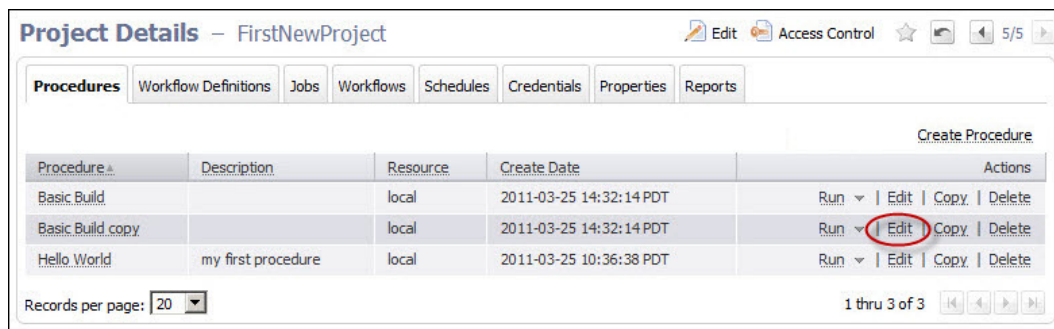 Project Details – FirstNewProject Edit Access Control 5/5
Procedures Workflow Definitions Jobs Workflows Schedules Credentials Properties Reports
Create Procedure
Procedure Description Resource Create Date Actions
Basic Build local 2011-03-25 14:32:14 PDT Run | Edit | Copy | Delete
Basic Build copy local 2011-03-25 14:32:14 PDT Run | Edit | Copy | Delete
Hello World my first procedure local 2011-03-25 10:36:38 PDT Run | Edit | Copy | Delete
Records per page: 20 1 thru 3 of 3